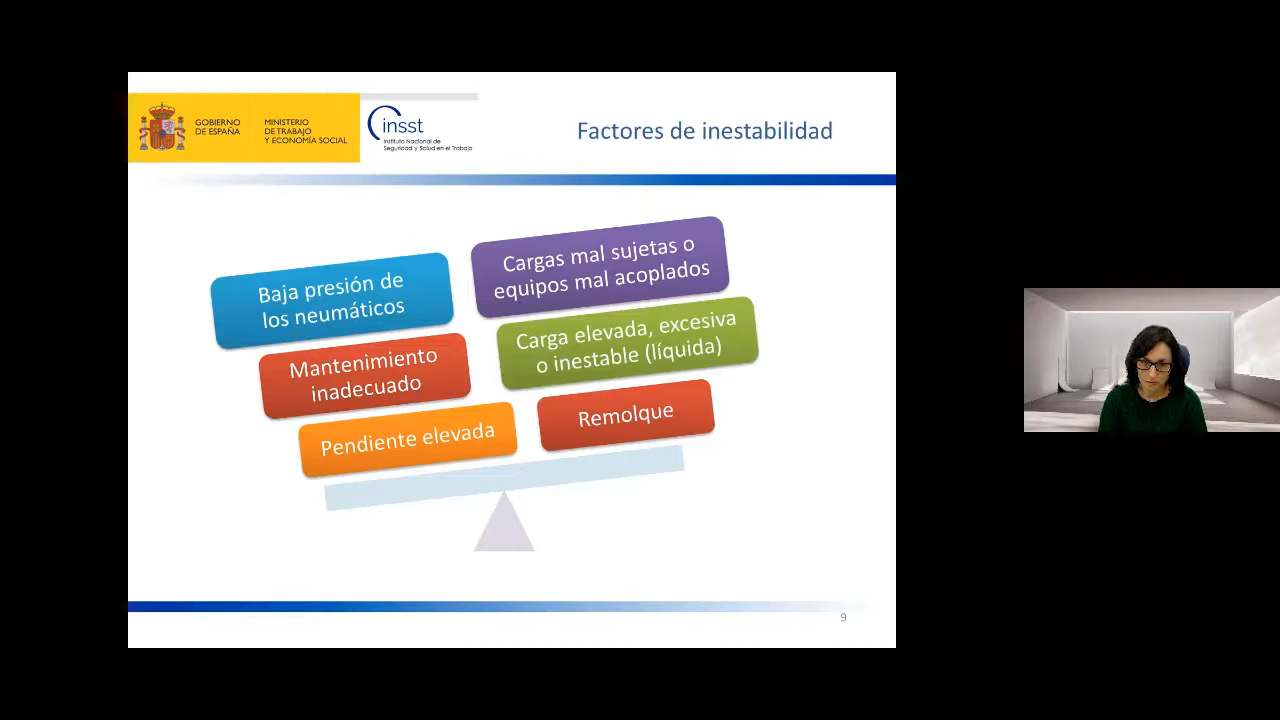 GOBIERNO
DE ESPAÑA
MINISTERIO
DE TRABAJO
Y ECONOMÍA SOCIAL
insst
Instituto Nacional de
Seguridad y Salud en el Trabajo
Factores de inestabilidad
Baja presión de
los neumáticos
Cargas mal sujetas o
equipos mal acoplados
Mantenimiento
inadecuado
Carga elevada, excesiva
o inestable (líquida)
Pendiente elevada
Remolque
9